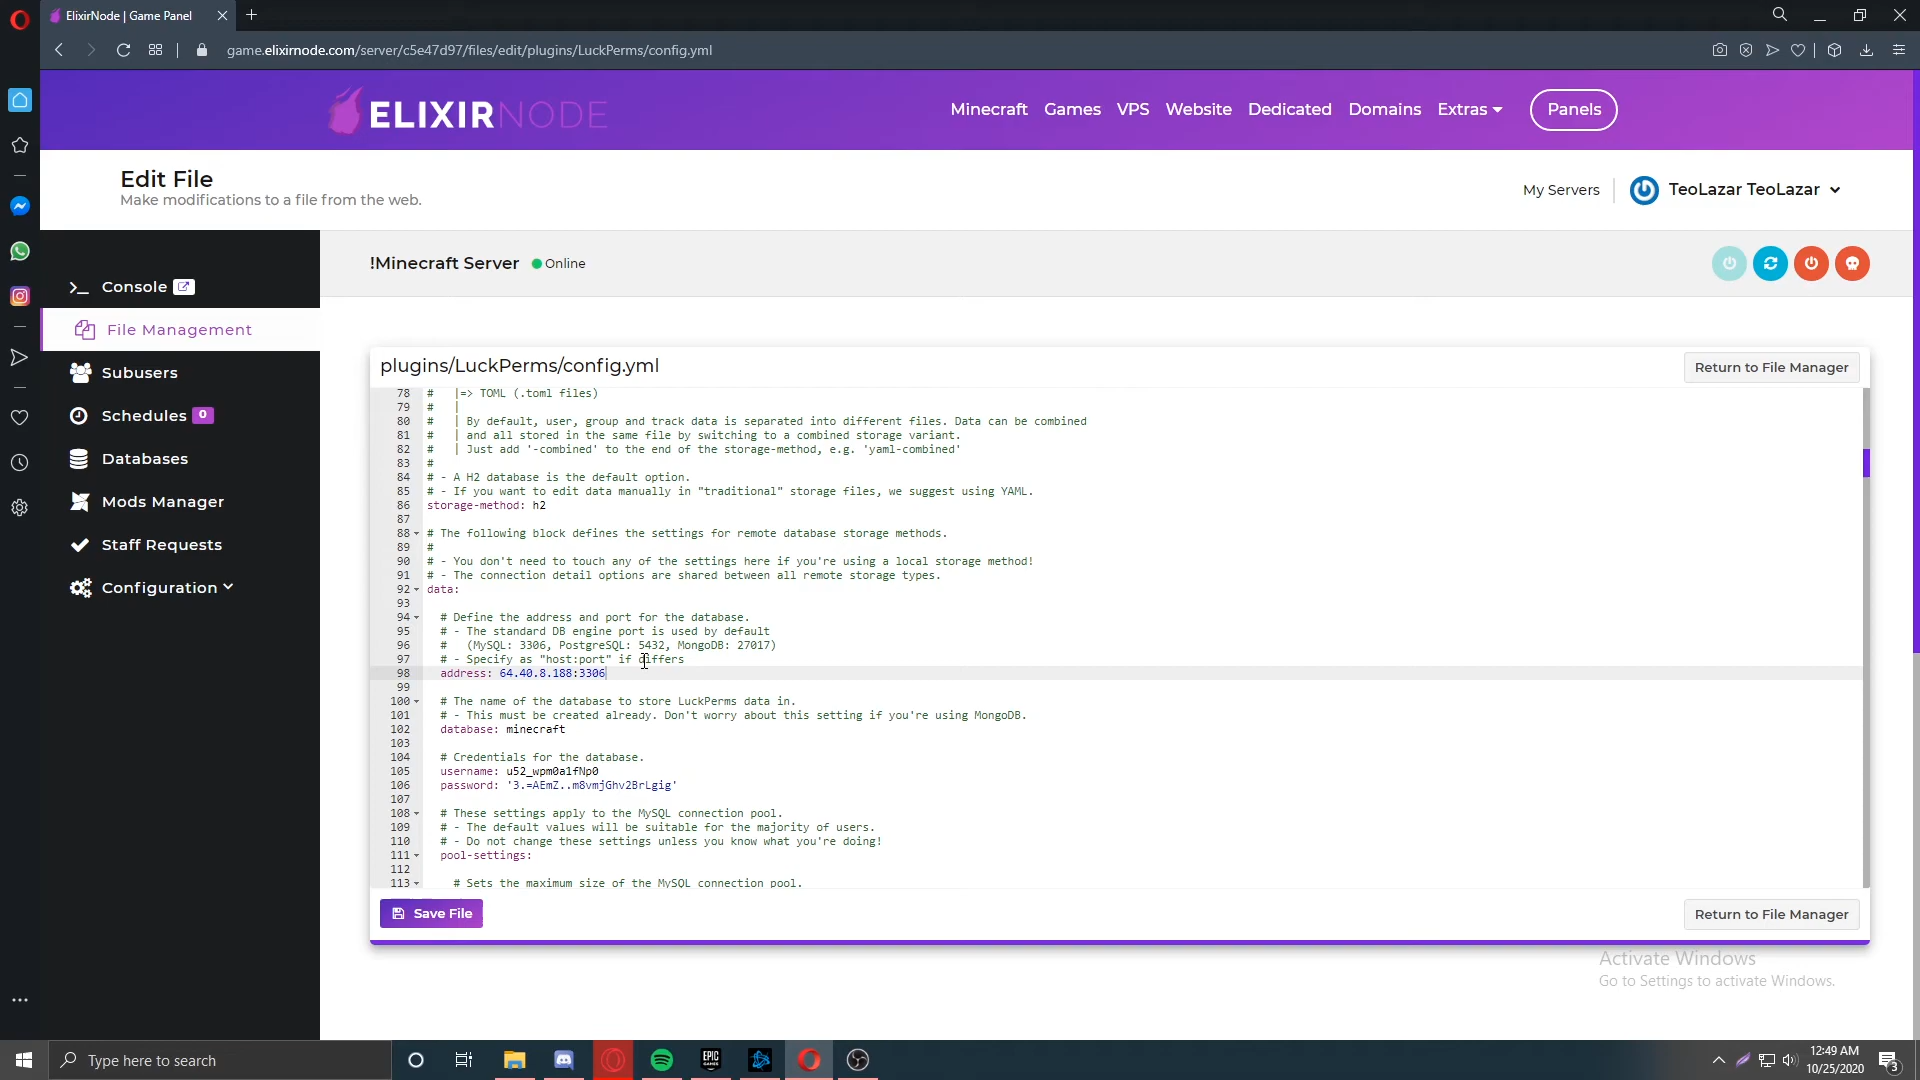 ElixirNode | Game Panel
game.elixirnode.com/server/c5e47d97/files/edit/plugins/LuckPerms/config.yml
ELIXIRNODE
Minecraft Games VPS Website Dedicated Domains Extras Panels
Edit File
Make modifications to a file from the web.
My Servers
TeoLazar TeoLazar
Console
File Management
Subusers
Schedules 0
Databases
Mods Manager
Staff Requests
Configuration
!Minecraft Server Online
plugins/LuckPerms/config.yml
Return to File Manager
78 #   |=> TOML (.toml files)
79 #   |
80 #   | By default, user, group and track data is separated into different files. Data can be combined
81 #   | and all stored in the same file by switching to a combined storage variant.
82 #   | Just add '-combined' to the end of the storage-method, e.g. 'yaml-combined'
83 #
84 # - A H2 database is the default option.
85 # - If you want to edit data manually in "traditional" storage files, we suggest using YAML.
86 storage-method: h2
87
88 # The following block defines the settings for remote database storage methods.
89 #
90 # - You don't need to touch any of the settings here if you're using a local storage method!
91 # - The connection detail options are shared between all remote storage types.
92 data:
93
94 # Define the address and port for the database.
95 # - The standard DB engine port is used by default
96 #   (MySQL: 3306, PostgreSQL: 5432, MongoDB: 27017)
97 # - Specify as "host:port" if differs
98 address: 64.40.8.188:3306
99
100 # The name of the database to store LuckPerms data in.
101 # - This must be created already. Don't worry about this setting if you're using MongoDB.
102 database: minecraft
103
104 # Credentials for the database.
105 username: u52_wpm0a1fNp0
106 password: '3.=AEmZ..m8vmjGhv2BrLgig'
107
108 # These settings apply to the MySQL connection pool.
109 # - The default values will be suitable for the majority of users.
110 # - Do not change these settings unless you know what you're doing!
111 pool-settings:
112
113 # Sets the maximum size of the MySQL connection pool.
Save File
Return to File Manager
Activate Windows
Go to Settings to activate Windows.
Type here to search
EPIC GAMES
12:49 AM
10/25/2020
3